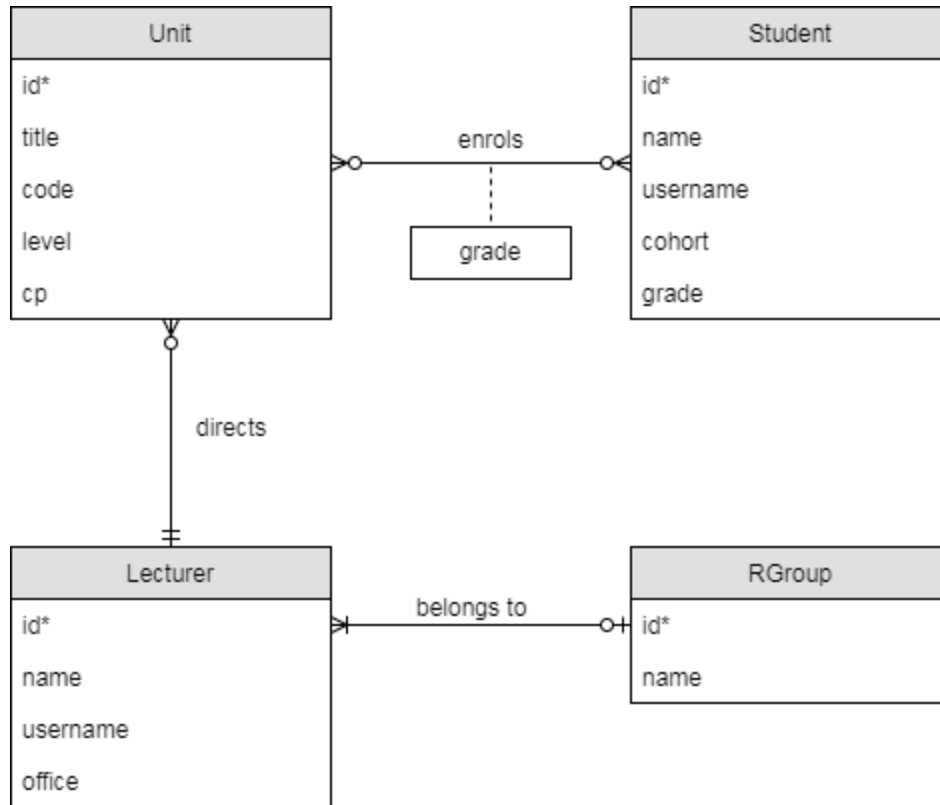 Unit
id*
title
code
level
cp
enrols
grade
Student
id*
name
username
cohort
grade
directs
Lecturer
id*
name
username
office
belongs to
RGroup
id*
name